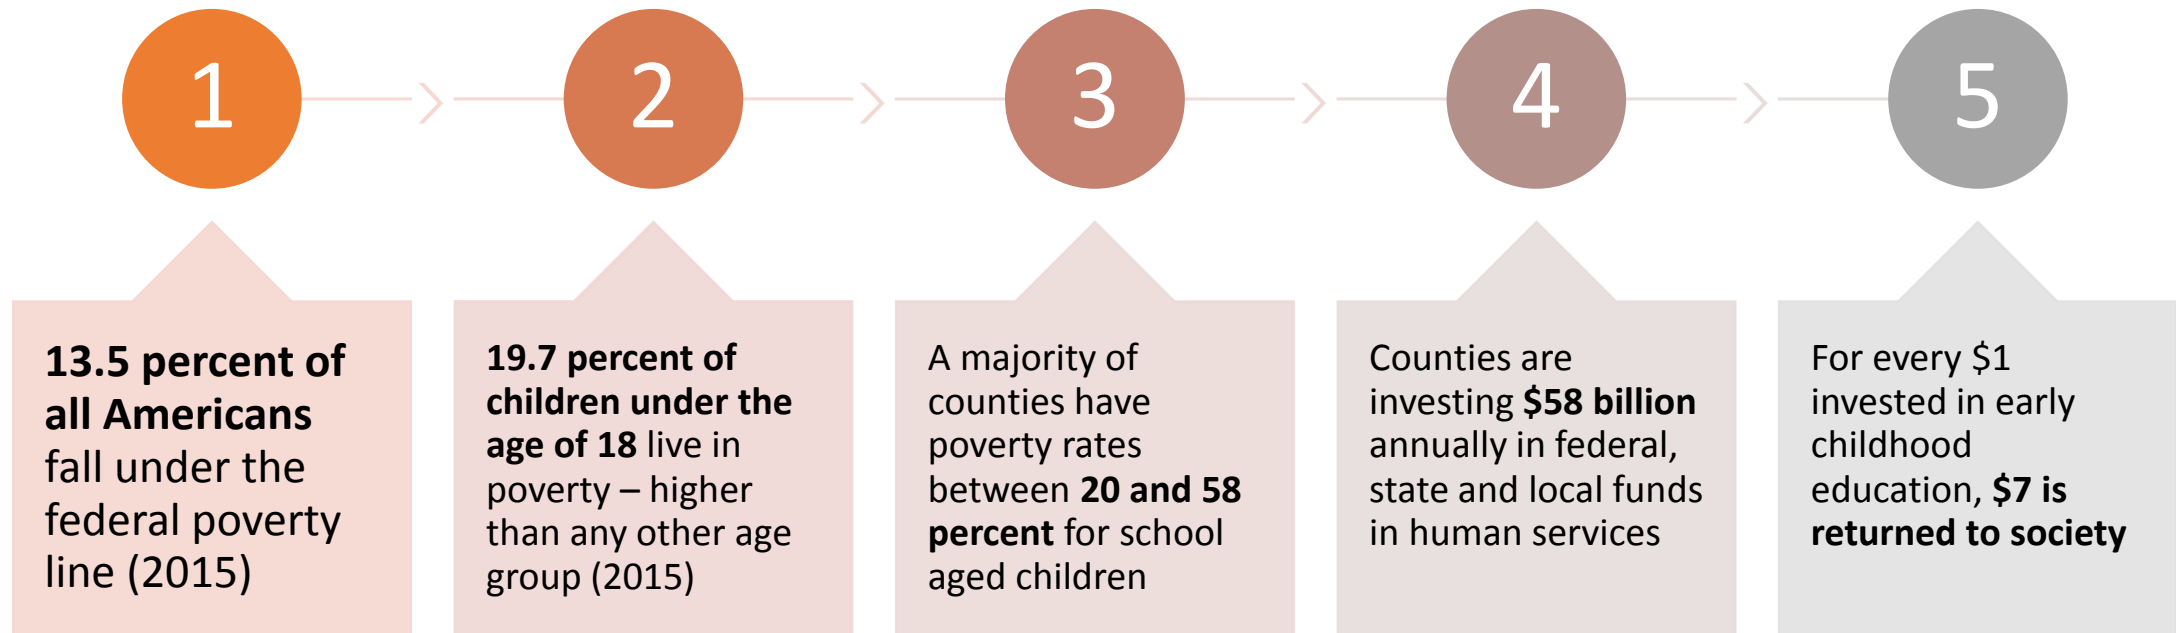 1
2
3
4
5
13.5 percent of
all Americans
fall under the
federal poverty
line (2015)
19.7 percent of
children under the
age of 18 live in
poverty – higher
than any other age
group (2015)
A majority of
counties have
poverty rates
between 20 and 58
percent for school
aged children
Counties are
investing $58 billion
annually in federal,
state and local funds
in human services
For every $1
invested in early
childhood
education, $7 is
returned to society